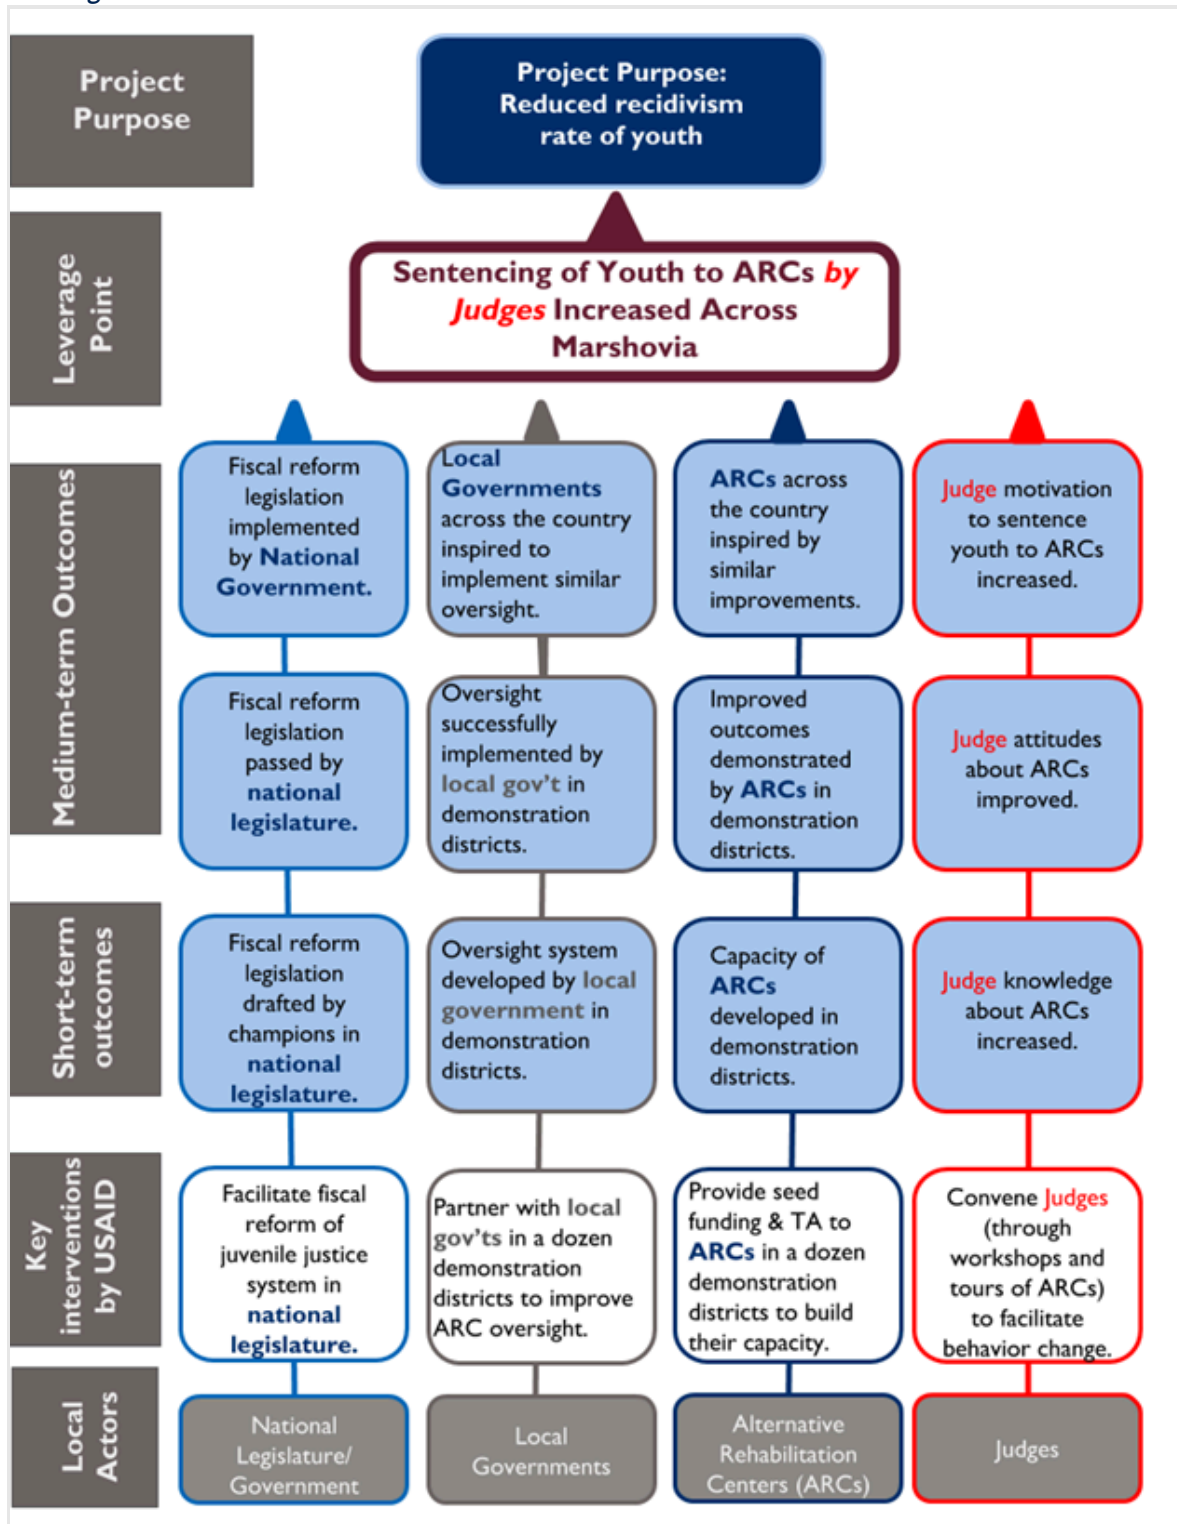 Project
Purpose
Project Purpose:
Reduced recidivism
rate of youth
Leverage
Point
Sentencing of Youth to ARCs by
Judges Increased Across
Marshovia
Medium-term Outcomes
Fiscal reform
legislation
implemented
by National
Government.
Local
Governments
across the country
inspired to
implement similar
oversight.
ARCs across
the country
inspired by
similar
improvements.
Judge motivation
to sentence
youth to ARCs
increased.
Fiscal reform
legislation
passed by
national
legislature.
Oversight
successfully
implemented by
local gov't in
demonstration
districts.
Improved
outcomes
demonstrated
by ARCs in
demonstration
districts.
Judge attitudes
about ARCs
improved.
Short-term
outcomes
Fiscal reform
legislation
drafted by
champions in
national
legislature.
Oversight system
developed by local
government in
demonstration
districts.
Capacity of
ARCs
developed in
demonstration
districts.
Judge knowledge
about ARCs
increased.
Key
interventions
by USAID
Facilitate fiscal
reform of
juvenile justice
system in
national
legislature.
Partner with local
gov'ts in a dozen
demonstration
districts to improve
ARC oversight.
Provide seed
funding & TA to
ARCs in a dozen
demonstration
districts to build
their capacity.
Convene Judges
(through
workshops and
tours of ARCs)
to facilitate
behavior change.
Local
Actors
National
Legislature/
Government
Local
Governments
Alternative
Rehabilitation
Centers (ARCs)
Judges